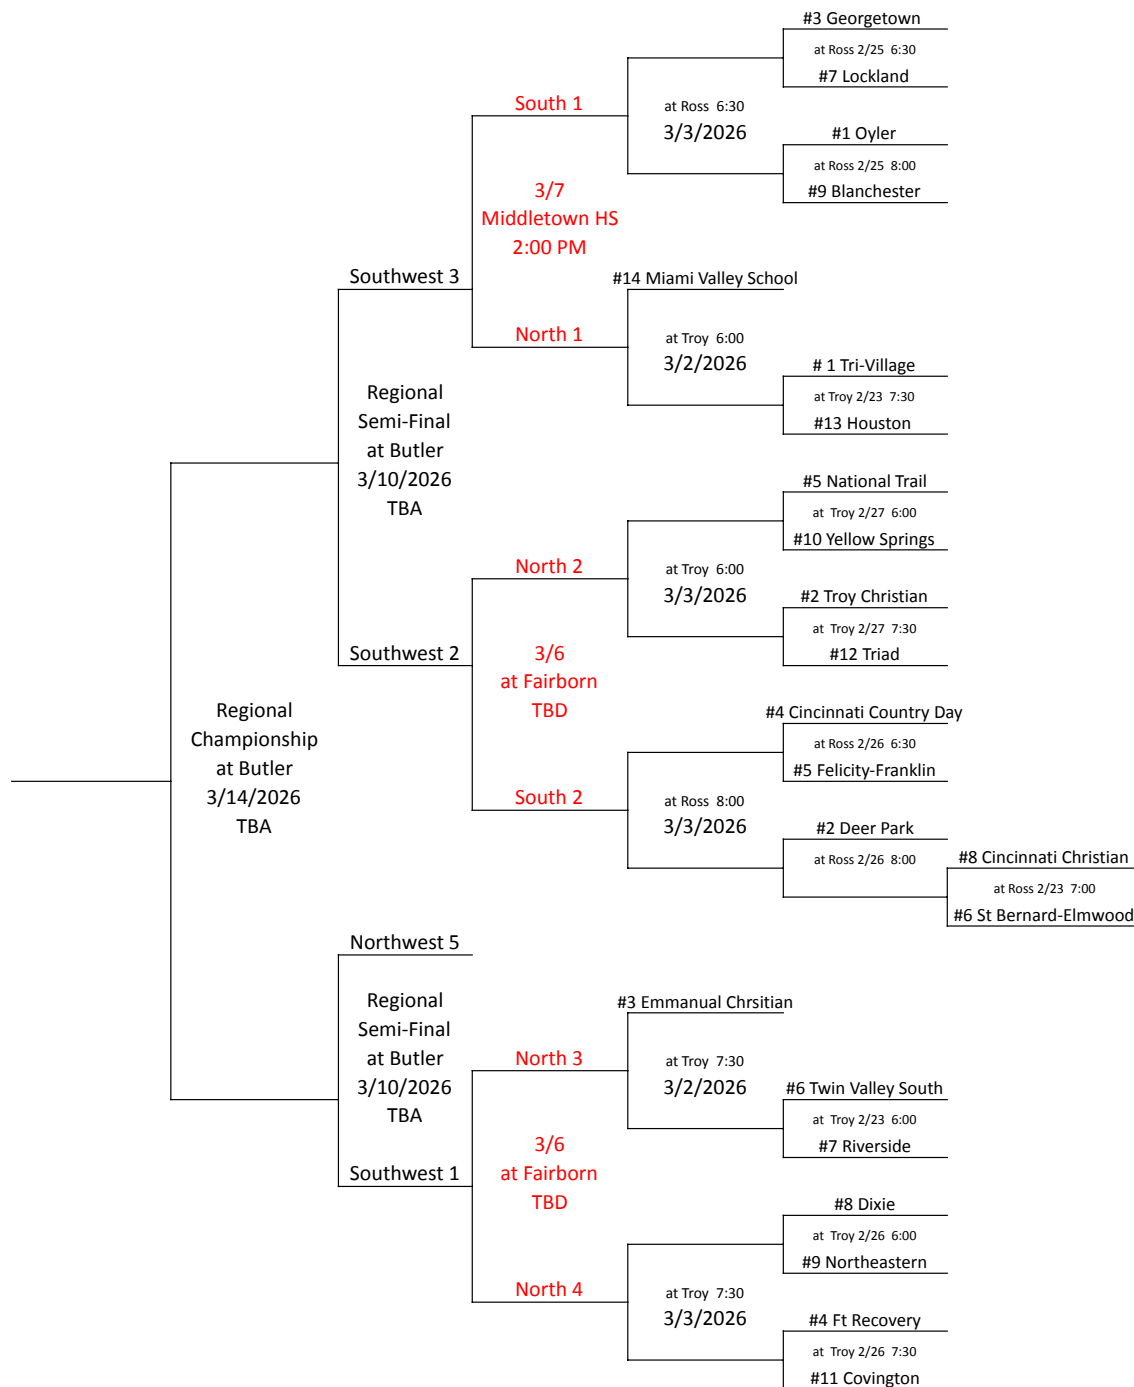 #3 Georgetown
at Ross 2/25  6:30
#7 Lockland
South 1
at Ross  6:30
3/3/2026
#1 Oyler
at Ross 2/25  8:00
#9 Blanchester
3/7
Middletown HS
2:00 PM
Southwest 3
#14 Miami Valley School
North 1
at Troy  6:00
3/2/2026
# 1 Tri-Village
at Troy 2/23  7:30
#13 Houston
Regional
Semi-Final
at Butler
3/10/2026
TBA
#5 National Trail
at  Troy 2/27  6:00
#10 Yellow Springs
North 2
at Troy  6:00
3/3/2026
#2 Troy Christian
at  Troy 2/27  7:30
#12 Triad
Southwest 2
3/6
at Fairborn
TBD
Regional
Championship
at Butler
3/14/2026
TBA
#4 Cincinnati Country Day
at Ross 2/26  6:30
#5 Felicity-Franklin
South 2
at Ross  8:00
3/3/2026
#2 Deer Park
at Ross 2/26  8:00
#8 Cincinnati Christian
at Ross 2/23  7:00
#6 St Bernard-Elmwood
Northwest 5
Regional
Semi-Final
at Butler
3/10/2026
TBA
#3 Emmanual Chrsitian
North 3
at Troy  7:30
3/2/2026
#6 Twin Valley South
at  Troy 2/23  6:00
#7 Riverside
Southwest 1
3/6
at Fairborn
TBD
#8 Dixie
at  Troy 2/26  6:00
#9 Northeastern
North 4
at Troy  7:30
3/3/2026
#4 Ft Recovery
at  Troy 2/26  7:30
#11 Covington